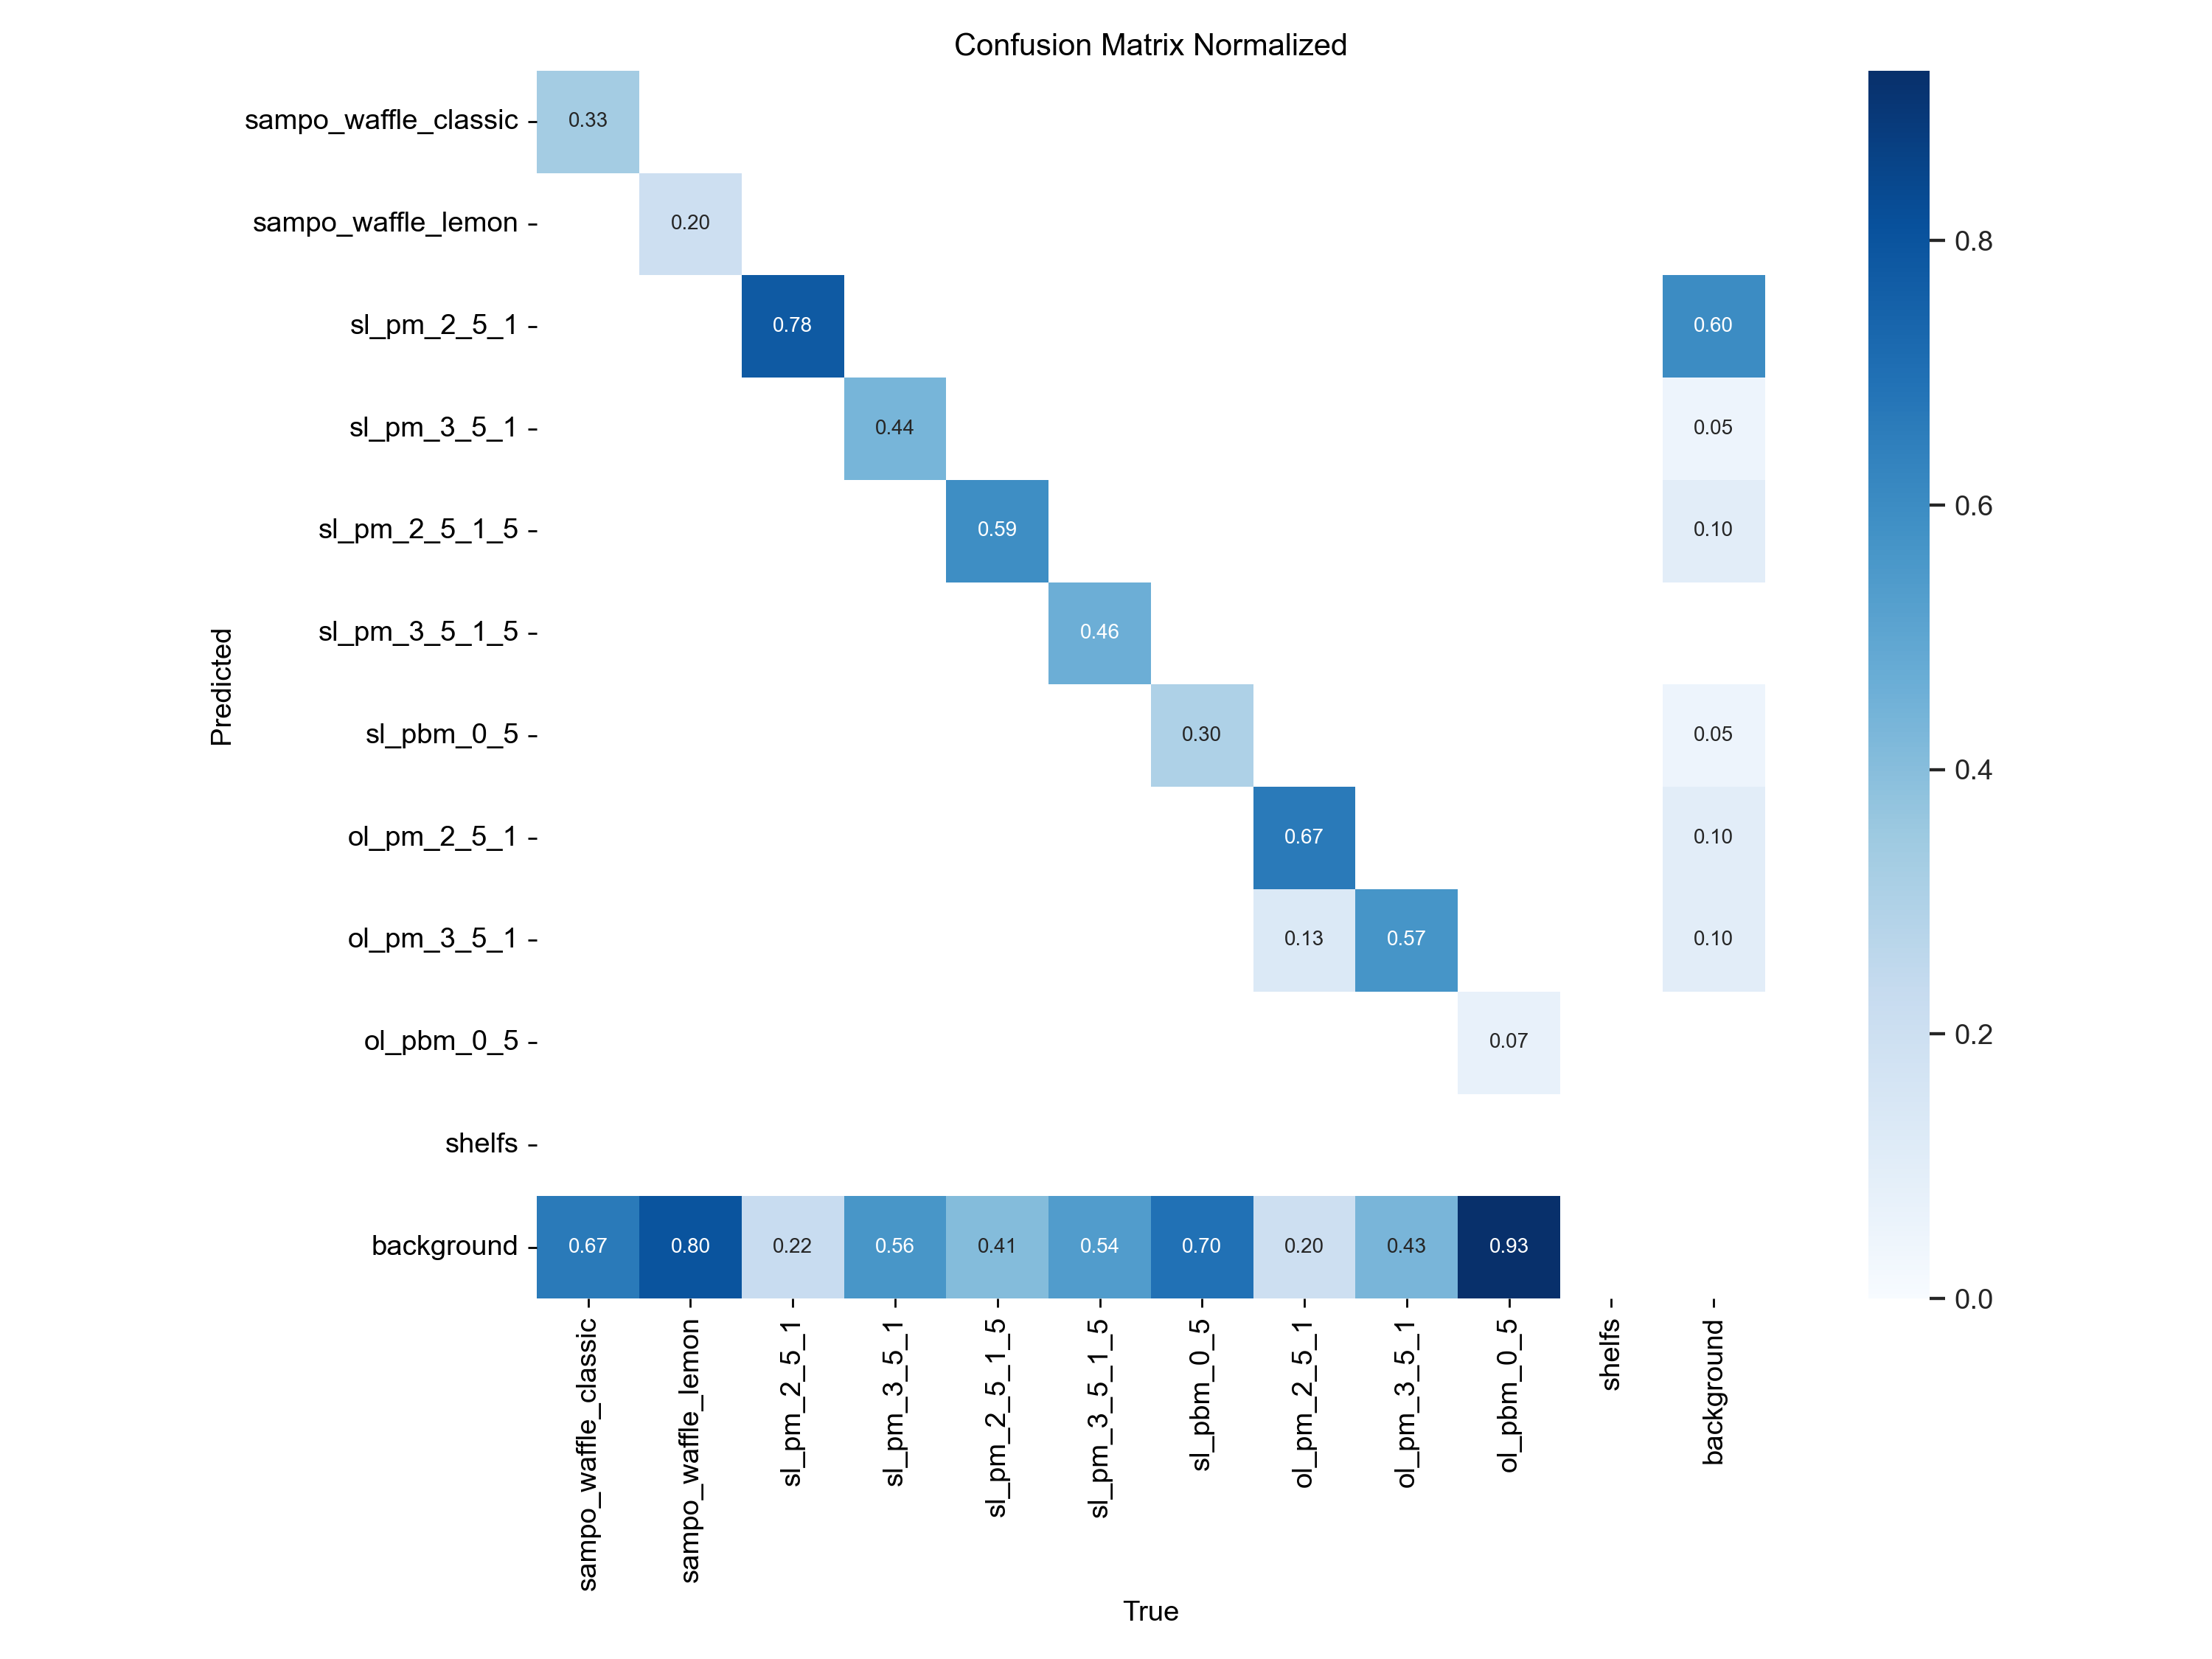 Confusion Matrix Normalized
Predicted
sampo_waffle_classic 0.33
sampo_waffle_lemon 0.20
sl_pm_2_5_1 0.78 0.60
sl_pm_3_5_1 0.44 0.05
sl_pm_2_5_1_5 0.59 0.10
sl_pm_3_5_1_5 0.46
sl_pbm_0_5 0.30 0.05
ol_pm_2_5_1 0.67 0.10
ol_pm_3_5_1 0.13 0.57 0.10
ol_pbm_0_5 0.07
shelfs
background 0.67 0.80 0.22 0.56 0.41 0.54 0.70 0.20 0.43 0.93
sampo_waffle_classic
sampo_waffle_lemon
sl_pm_2_5_1
sl_pm_3_5_1
sl_pm_2_5_1_5
sl_pm_3_5_1_5
sl_pbm_0_5
ol_pm_2_5_1
ol_pm_3_5_1
ol_pbm_0_5
shelfs
background
True
0.8
0.6
0.4
0.2
0.0